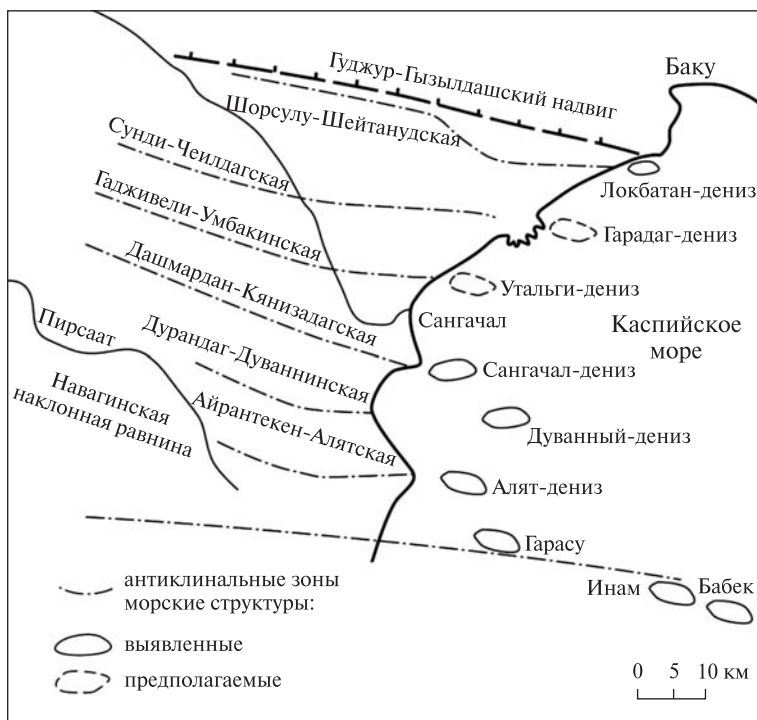 Гуджур-Гызылдашский надвиг
Баку
Шорсулу-Шейтанудская
Сунди-Чеилдагская
Локбатан-дениз
Гадживели-Умбакинская
Гарадаг-дениз
Дашмардан-Кянизадагская
Утальги-дениз
Сангачал
Каспийское
море
Пирсаат
Дурандаг-Дуваннинская
Сангачал-дениз
Навагинская
наклонная равнина
Айрантекен-Алятская
Дуванный-дениз
Алят-дениз
Гарасу
Инам
Бабек
антиклинальные зоны
морские структуры:
выявленные
предполагаемые
0 5 10 км